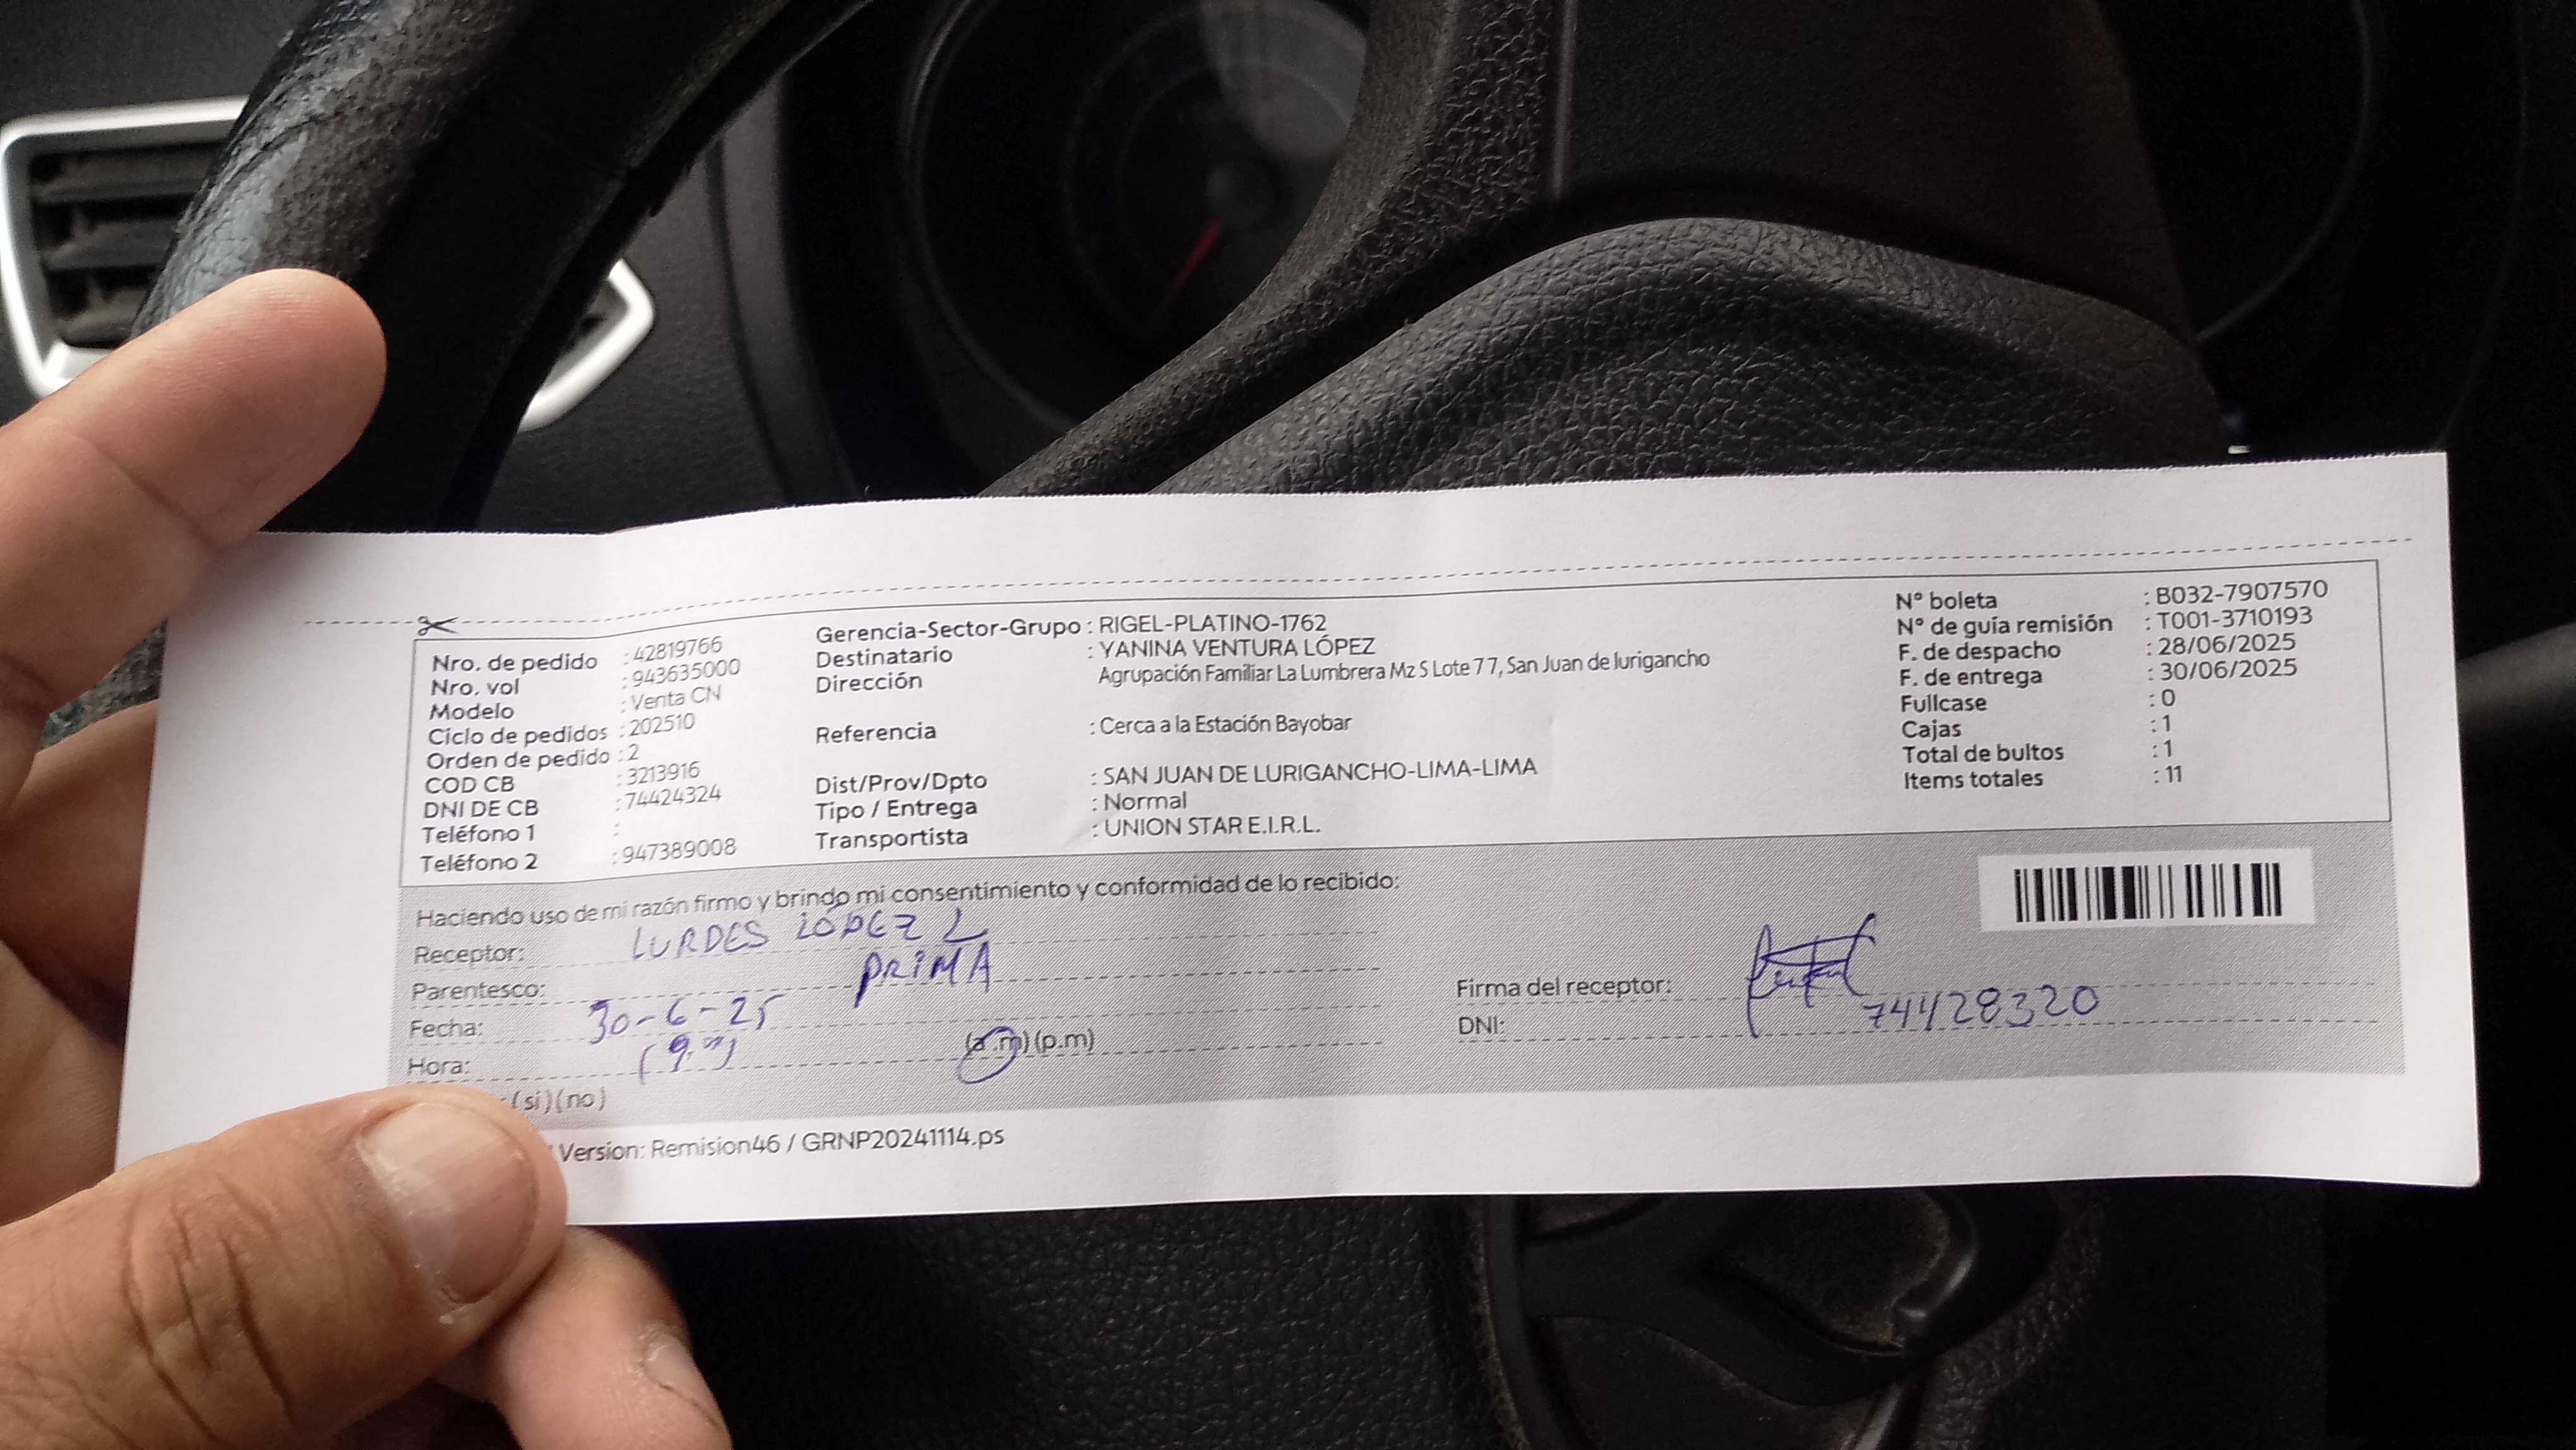 Nro. de pedido : 42819766
Nro. vol : 943635000
Modelo : Venta CN
Ciclo de pedidos : 202510
Orden de pedido : 2
COD CB : 3213916
DNI DE CB : 74424324
Teléfono 1 :
Teléfono 2 : 947389008
Gerencia-Sector-Grupo : RIGEL-PLATINO-1762
Destinatario : YANINA VENTURA LÓPEZ
Dirección Agrupación Familiar La Lumbrera Mz S Lote 77, San Juan de lurigancho
Referencia : Cerca a la Estación Bayobar
Dist/Prov/Dpto : SAN JUAN DE LURIGANCHO-LIMA-LIMA
Tipo / Entrega : Normal
Transportista : UNION STAR E.I.R.L.
N° boleta : B032-7907570
N° de guía remisión : T001-3710193
F. de despacho : 28/06/2025
F. de entrega : 30/06/2025
Fullcase : 0
Cajas : 1
Total de bultos : 1
Items totales : 11
Haciendo uso de mi razón firmo y brindo mi consentimiento y conformidad de lo recibido:
Receptor: LURDES LÓPEZ L
Parentesco: PRIMA
Fecha: 30-6-25
Hora: (9.00) (a.m)(p.m)
(si)(no)
Firma del receptor:
DNI: 74428320
Version: Remision46 / GRNP20241114.ps